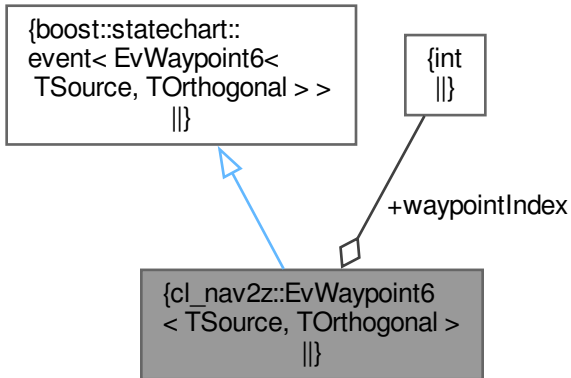 {boost::statechart::
event< EvWaypoint6<
TSource, TOrthogonal > >
||}
{int
||}
+waypointIndex
{cl_nav2z::EvWaypoint6
< TSource, TOrthogonal >
||}